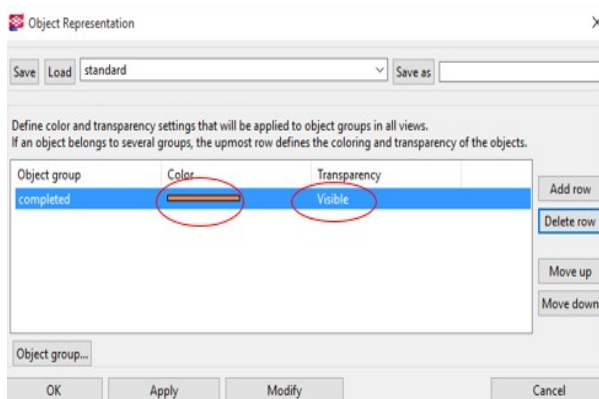 Object Representation
Save Load standard Save as
Define color and transparency settings that will be applied to object groups in all views.
If an object belongs to several groups, the upmost row defines the coloring and transparency of the objects.
Object group Color Transparency
completed Visible
Add row
Delete row
Move up
Move down
Object group...
OK Apply Modify Cancel